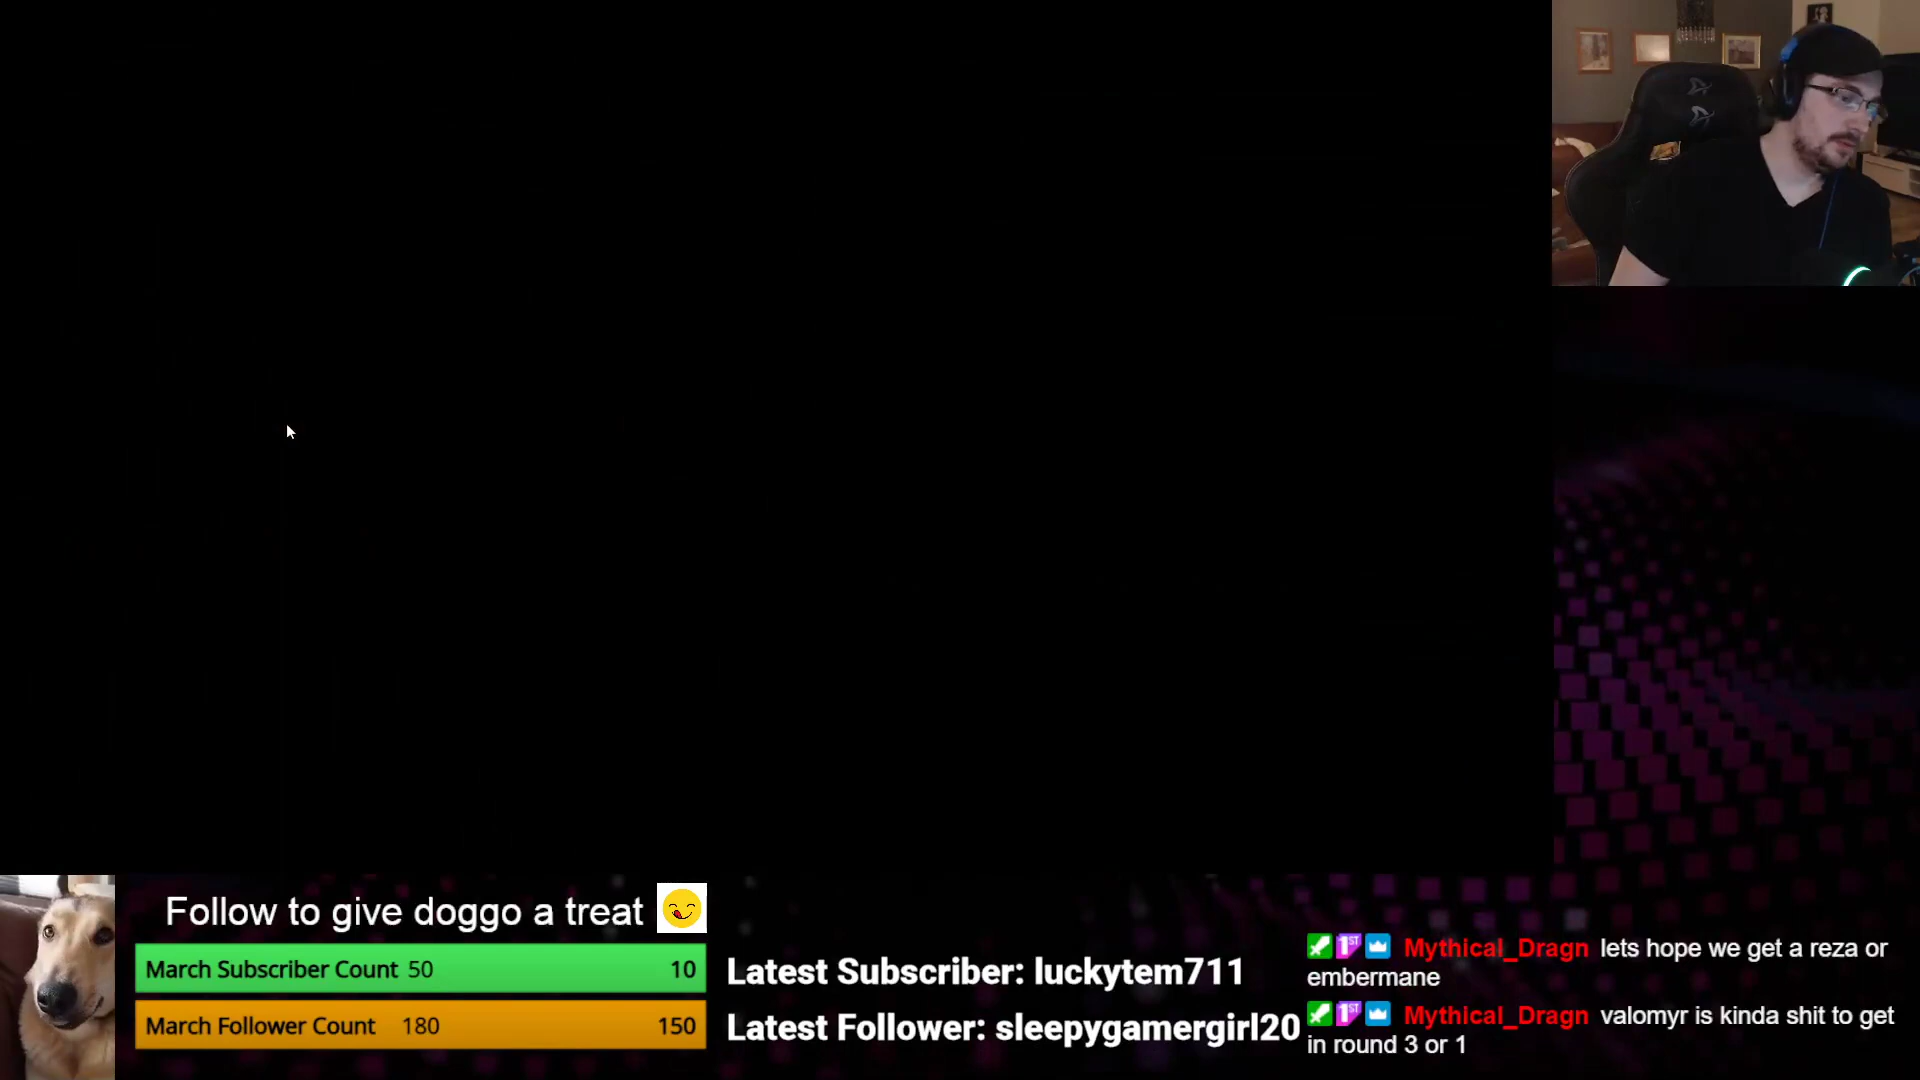 Follow to give doggo a treat
March Subscriber Count 50 10
March Follower Count 180 150
Latest Subscriber: luckytem711
Latest Follower: sleepygamergirl20
1ST Mythical_Dragn lets hope we get a reza or
embermane
1ST Mythical_Dragn valomyr is kinda shit to get
in round 3 or 1